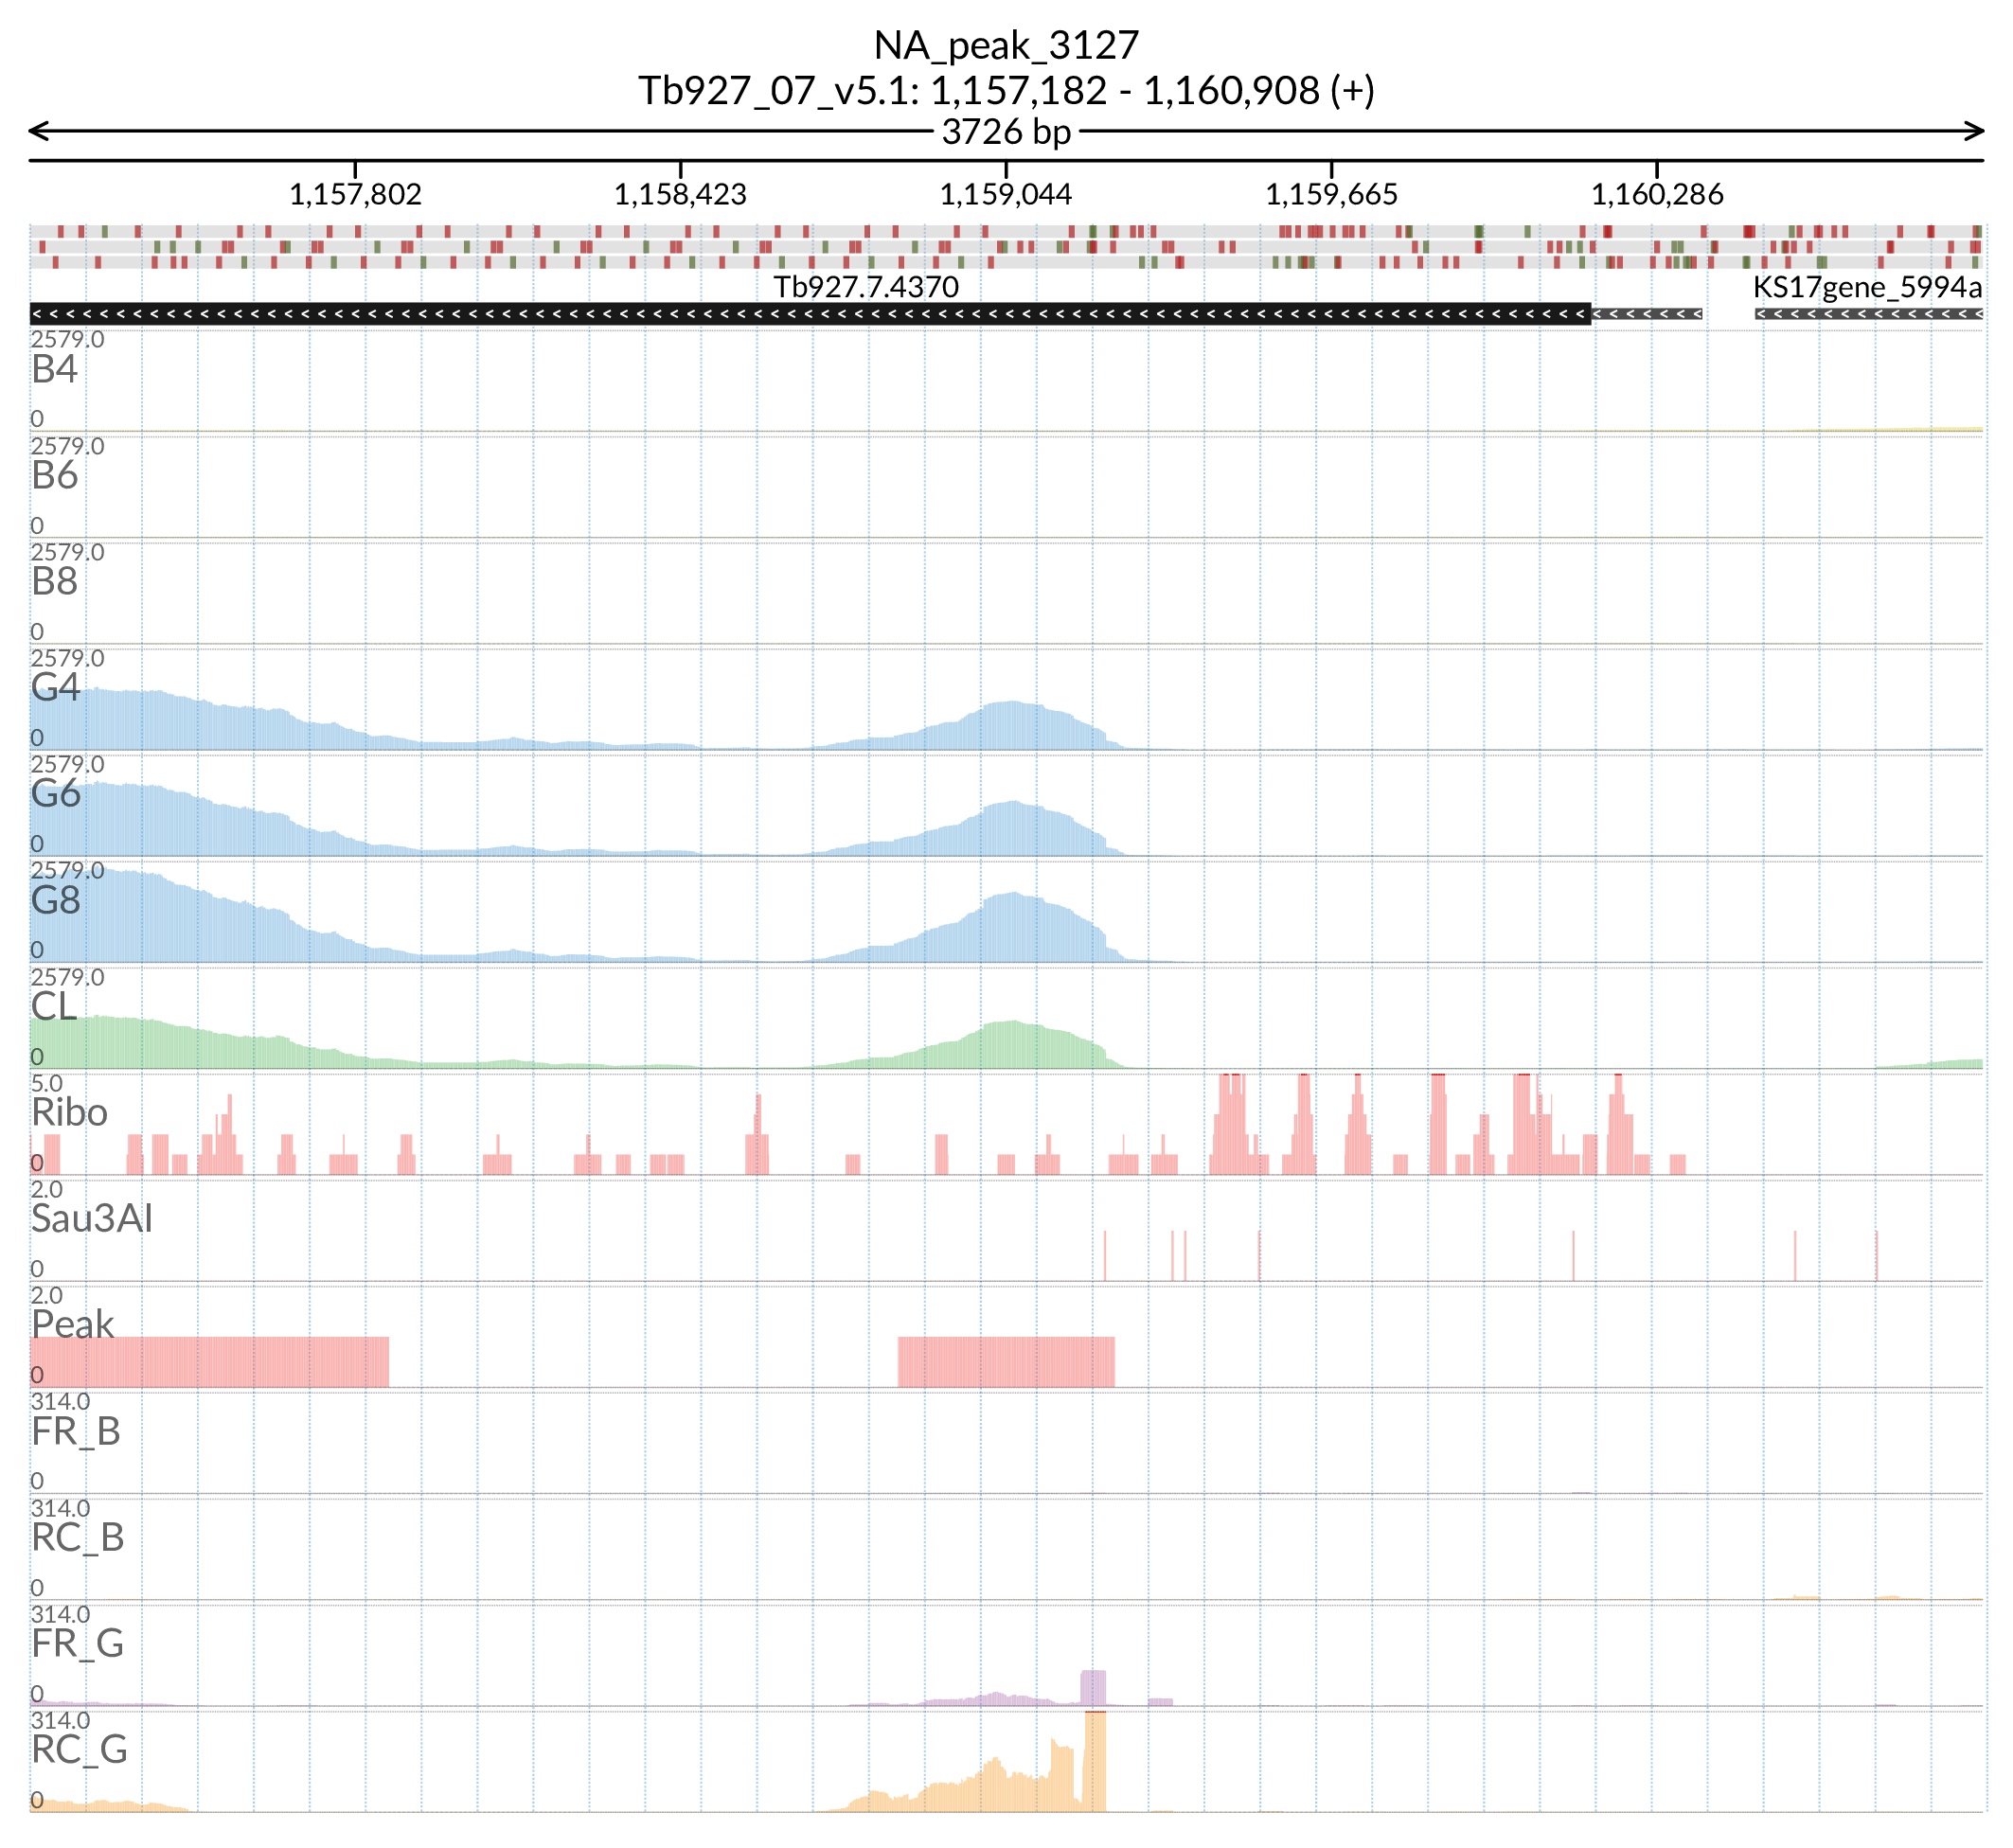 NA_peak_3127
Tb927_07_v5.1: 1,157,182 - 1,160,908 (+)
3726 bp
1,157,802 1,158,423 1,159,044 1,159,665 1,160,286
Tb927.7.4370 KS17gene_5994a
2579.0
B4
0
2579.0
B6
0
2579.0
B8
0
2579.0
G4
0
2579.0
G6
0
2579.0
G8
0
2579.0
CL
0
5.0
Ribo
0
2.0
Sau3AI
0
2.0
Peak
0
314.0
FR_B
0
314.0
RC_B
0
314.0
FR_G
0
314.0
RC_G
0